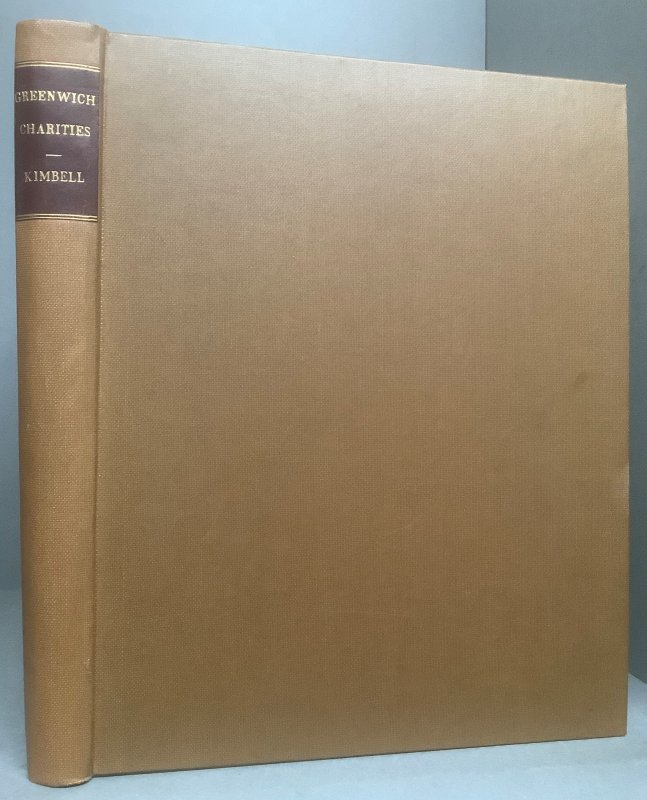 GREENWICH
CHARITIES
—
KIMBELL